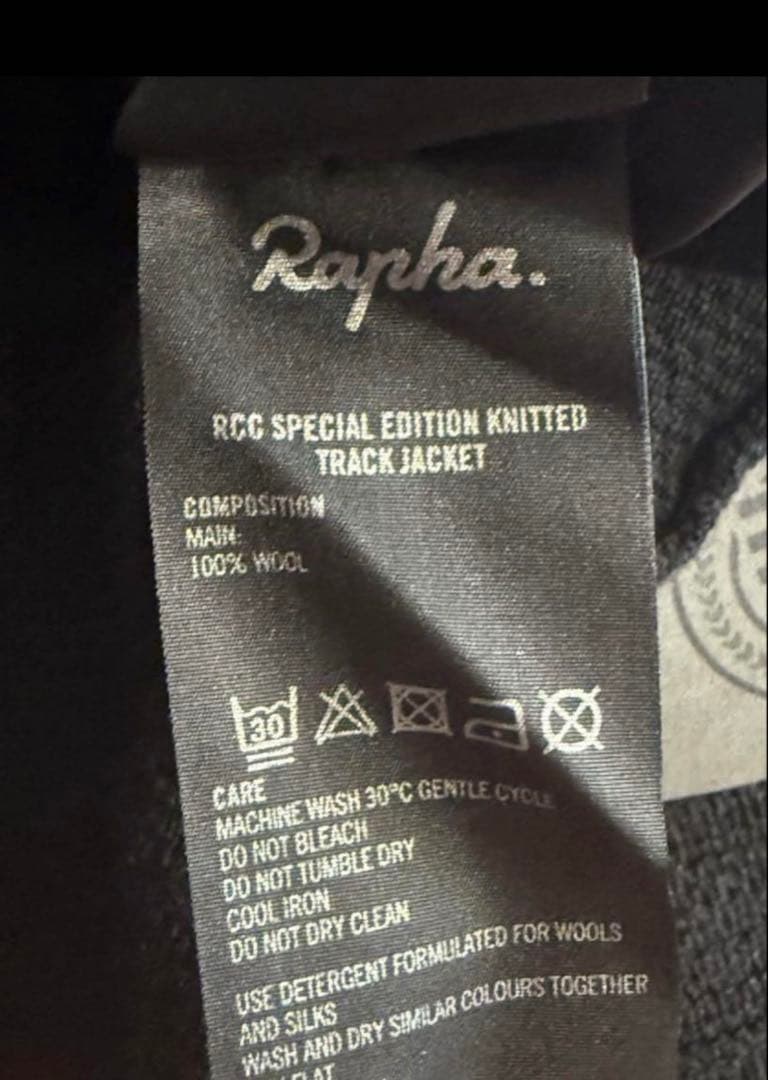 Rapha.
RCC SPECIAL EDITION KNITTED
TRACK JACKET
COMPOSITION
MAIN:
100% WOOL
30
CARE
MACHINE WASH 30°C GENTLE CYCLE
DO NOT BLEACH
DO NOT TUMBLE DRY
COOL IRON
DO NOT DRY CLEAN
USE DETERGENT FORMULATED FOR WOOLS
AND SILKS
WASH AND DRY SIMILAR COLOURS TOGETHER
FLAT